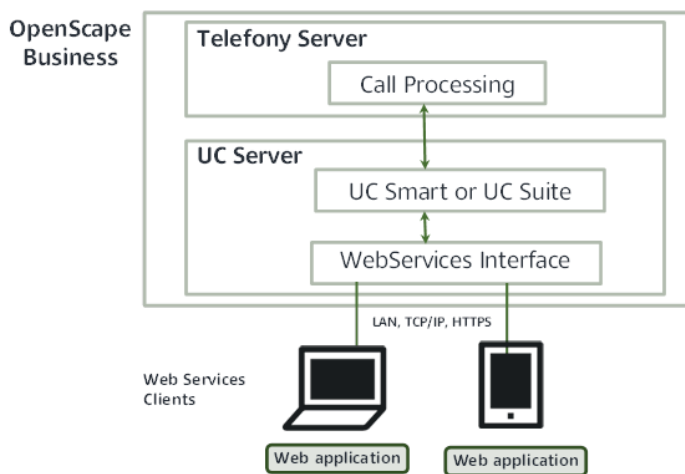 OpenScape
Business
Telefony Server
Call Processing
UC Server
UC Smart or UC Suite
WebServices Interface
LAN, TCP/IP, HTTPS
Web Services
Clients
Web application
Web application